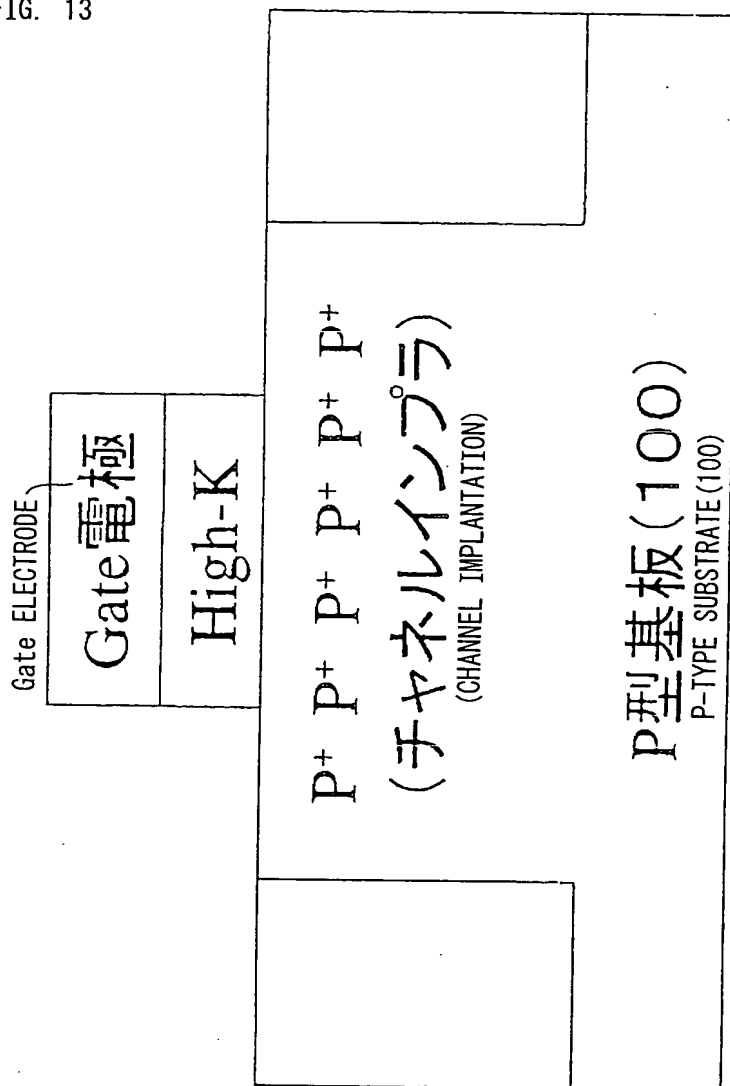 FIG. 13
Gate ELECTRODE
Gate電極
High-K
P⁺ P⁺ P⁺ P⁺ P⁺ P⁺
(チャネルインプラ)
(CHANNEL IMPLANTATION)
P型基板(100)
P-TYPE SUBSTRATE(100)